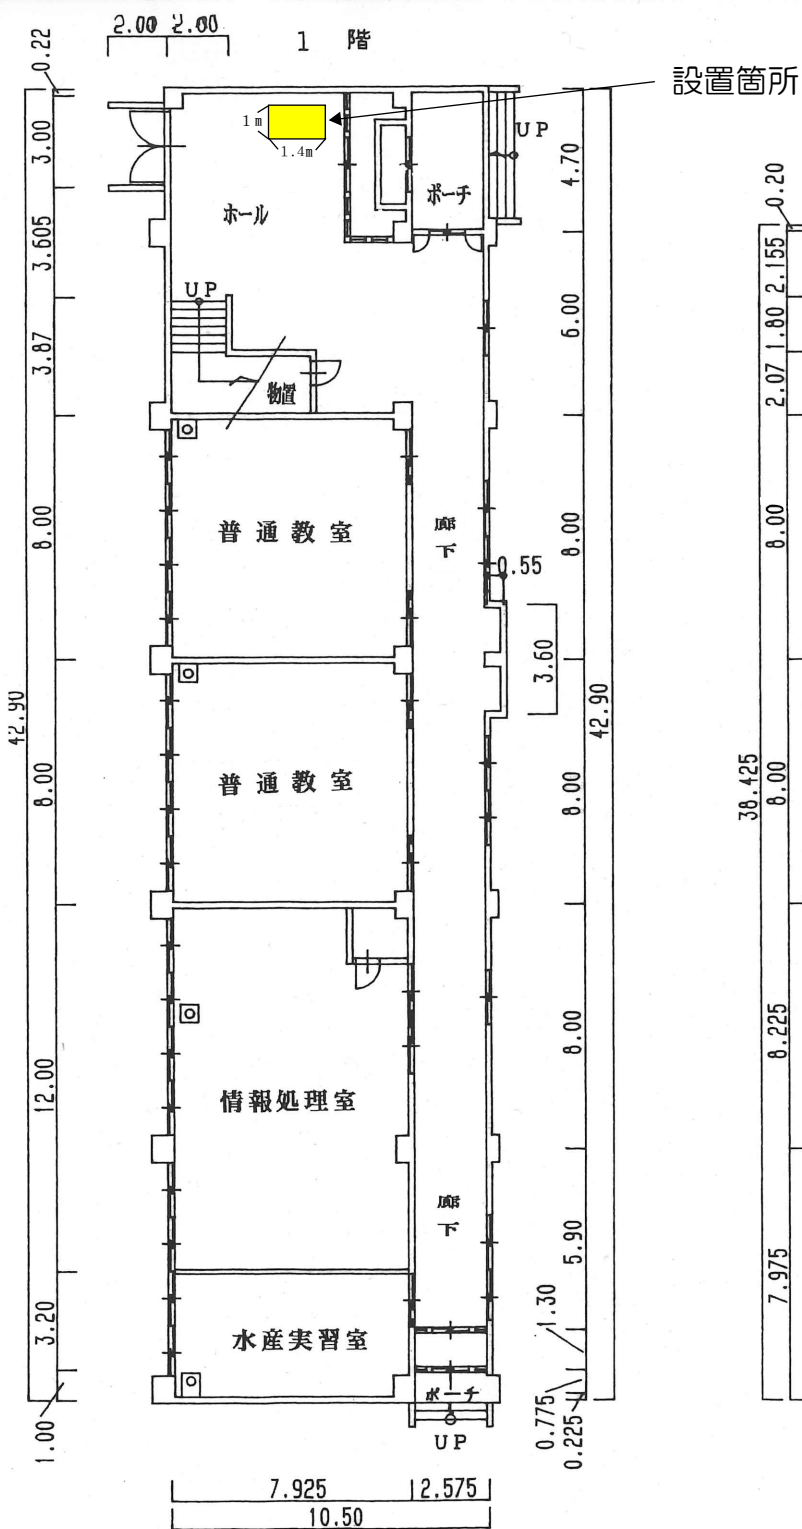 2.00 2.00
1 階
設置箇所
0.22
1m
1.4m
UP
ポーチ
ホール
3.00
4.70
0.20
3.605
2.155
UP
6.00
1.80
3.87
2.07
物置
普通教室
廊下
8.00
8.00
8.00
0.55
3.60
42.90
42.90
普通教室
8.00
8.00
38.425
8.00
12.00
情報処理室
8.00
8.225
廊下
5.90
7.975
3.20
水産実習室
1.30
ポーチ
1.00
UP
0.775
0.225
7.925
2.575
10.50